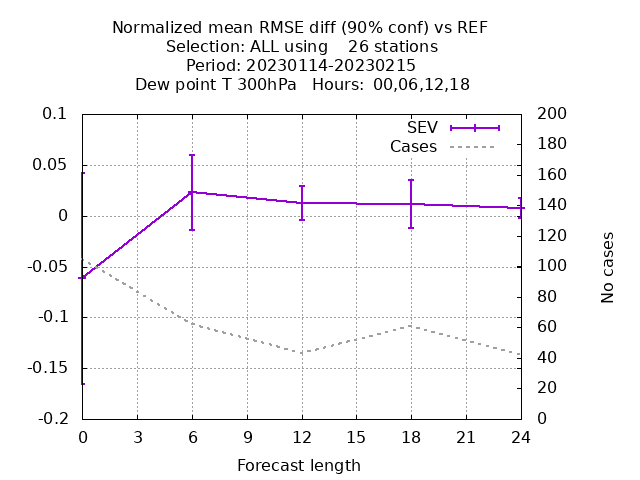 Normalized mean RMSE diff (90% conf) vs REF
Selection: ALL using    26 stations
Period: 20230114-20230215
Dew point T 300hPa   Hours: 00,06,12,18
SEV
Cases
0.1
0.05
0
-0.05
-0.1
-0.15
-0.2
200
180
160
140
120
100
80
60
40
20
0
No cases
0 3 6 9 12 15 18 21 24
Forecast length